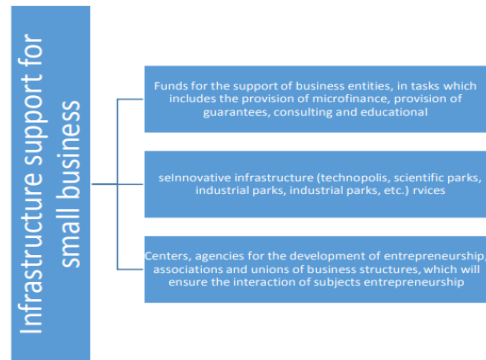 Infrastructure support for
small business
Funds for the support of business entities, in tasks which
includes the provision of microfinance, provision of
guarantees, consulting and educational
seInnovative infrastructure (technopolis, scientific parks,
industrial parks, industrial parks, etc.) rvices
Centers, agencies for the development of entrepreneurship,
associations and unions of business structures, which will
ensure the interaction of subjects entrepreneurship